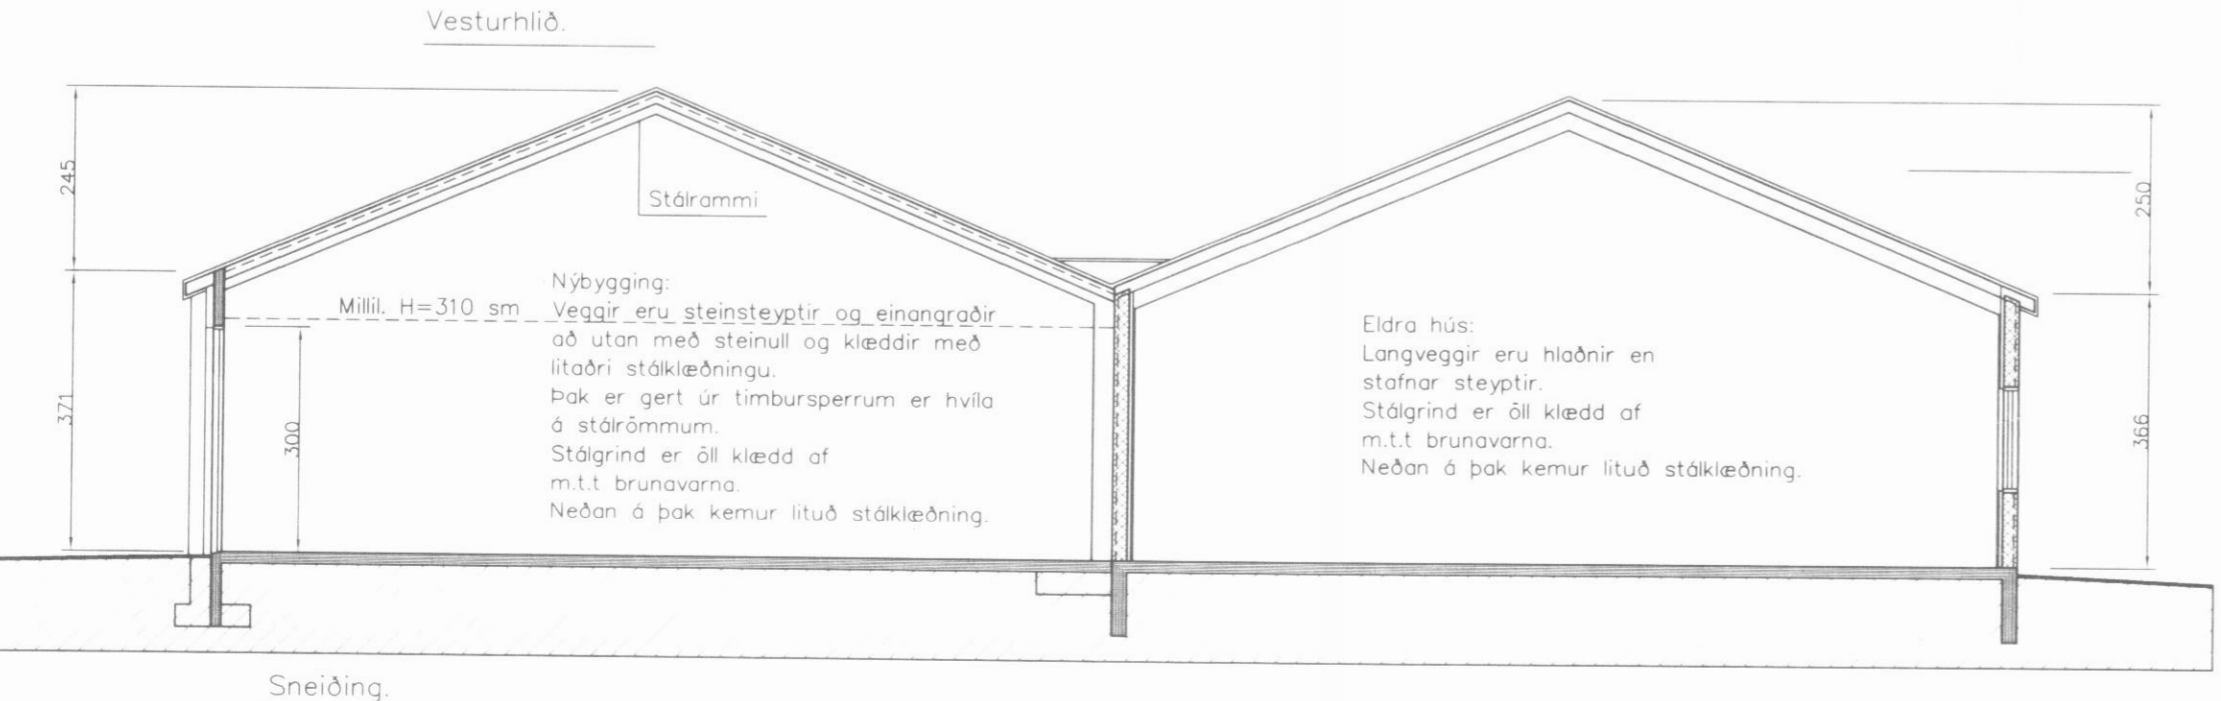 Vesturhlið.
245
Stálrammi
250
Nýbygging:
Millil. H=310 sm
Veggir eru steinsteyptir og einangraðir
að utan með steinull og klæddir með
litaðri stálklæðningu.
Þak er gert úr timbursperrum er hvíla
á stálrömmum.
Stálgrind er öll klædd af
m.t.t brunavarna.
Neðan á þak kemur lituð stálklæðning.
Eldra hús:
Langveggir eru hlaðnir en
stafnar steyptir.
Stálgrind er öll klædd af
m.t.t brunavarna.
Neðan á þak kemur lituð stálklæðning.
371
300
366
Sneiðing.